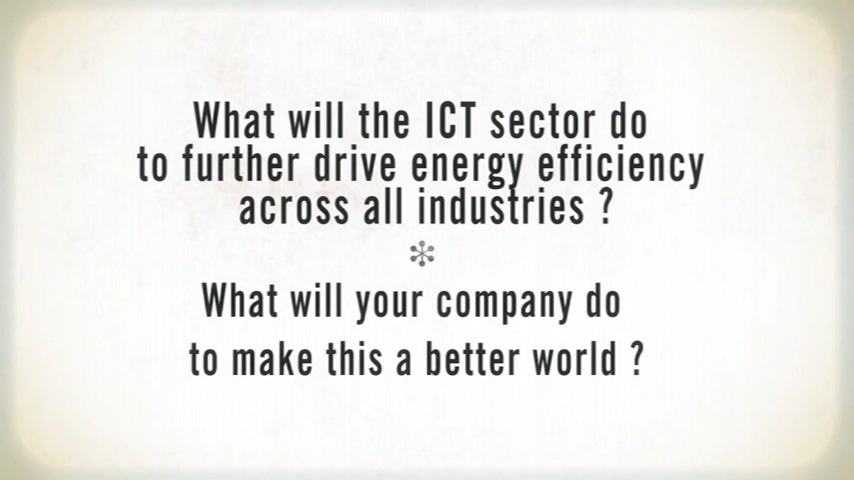 What will the ICT sector do
to further drive energy efficiency
across all industries ?
What will your company do
to make this a better world ?